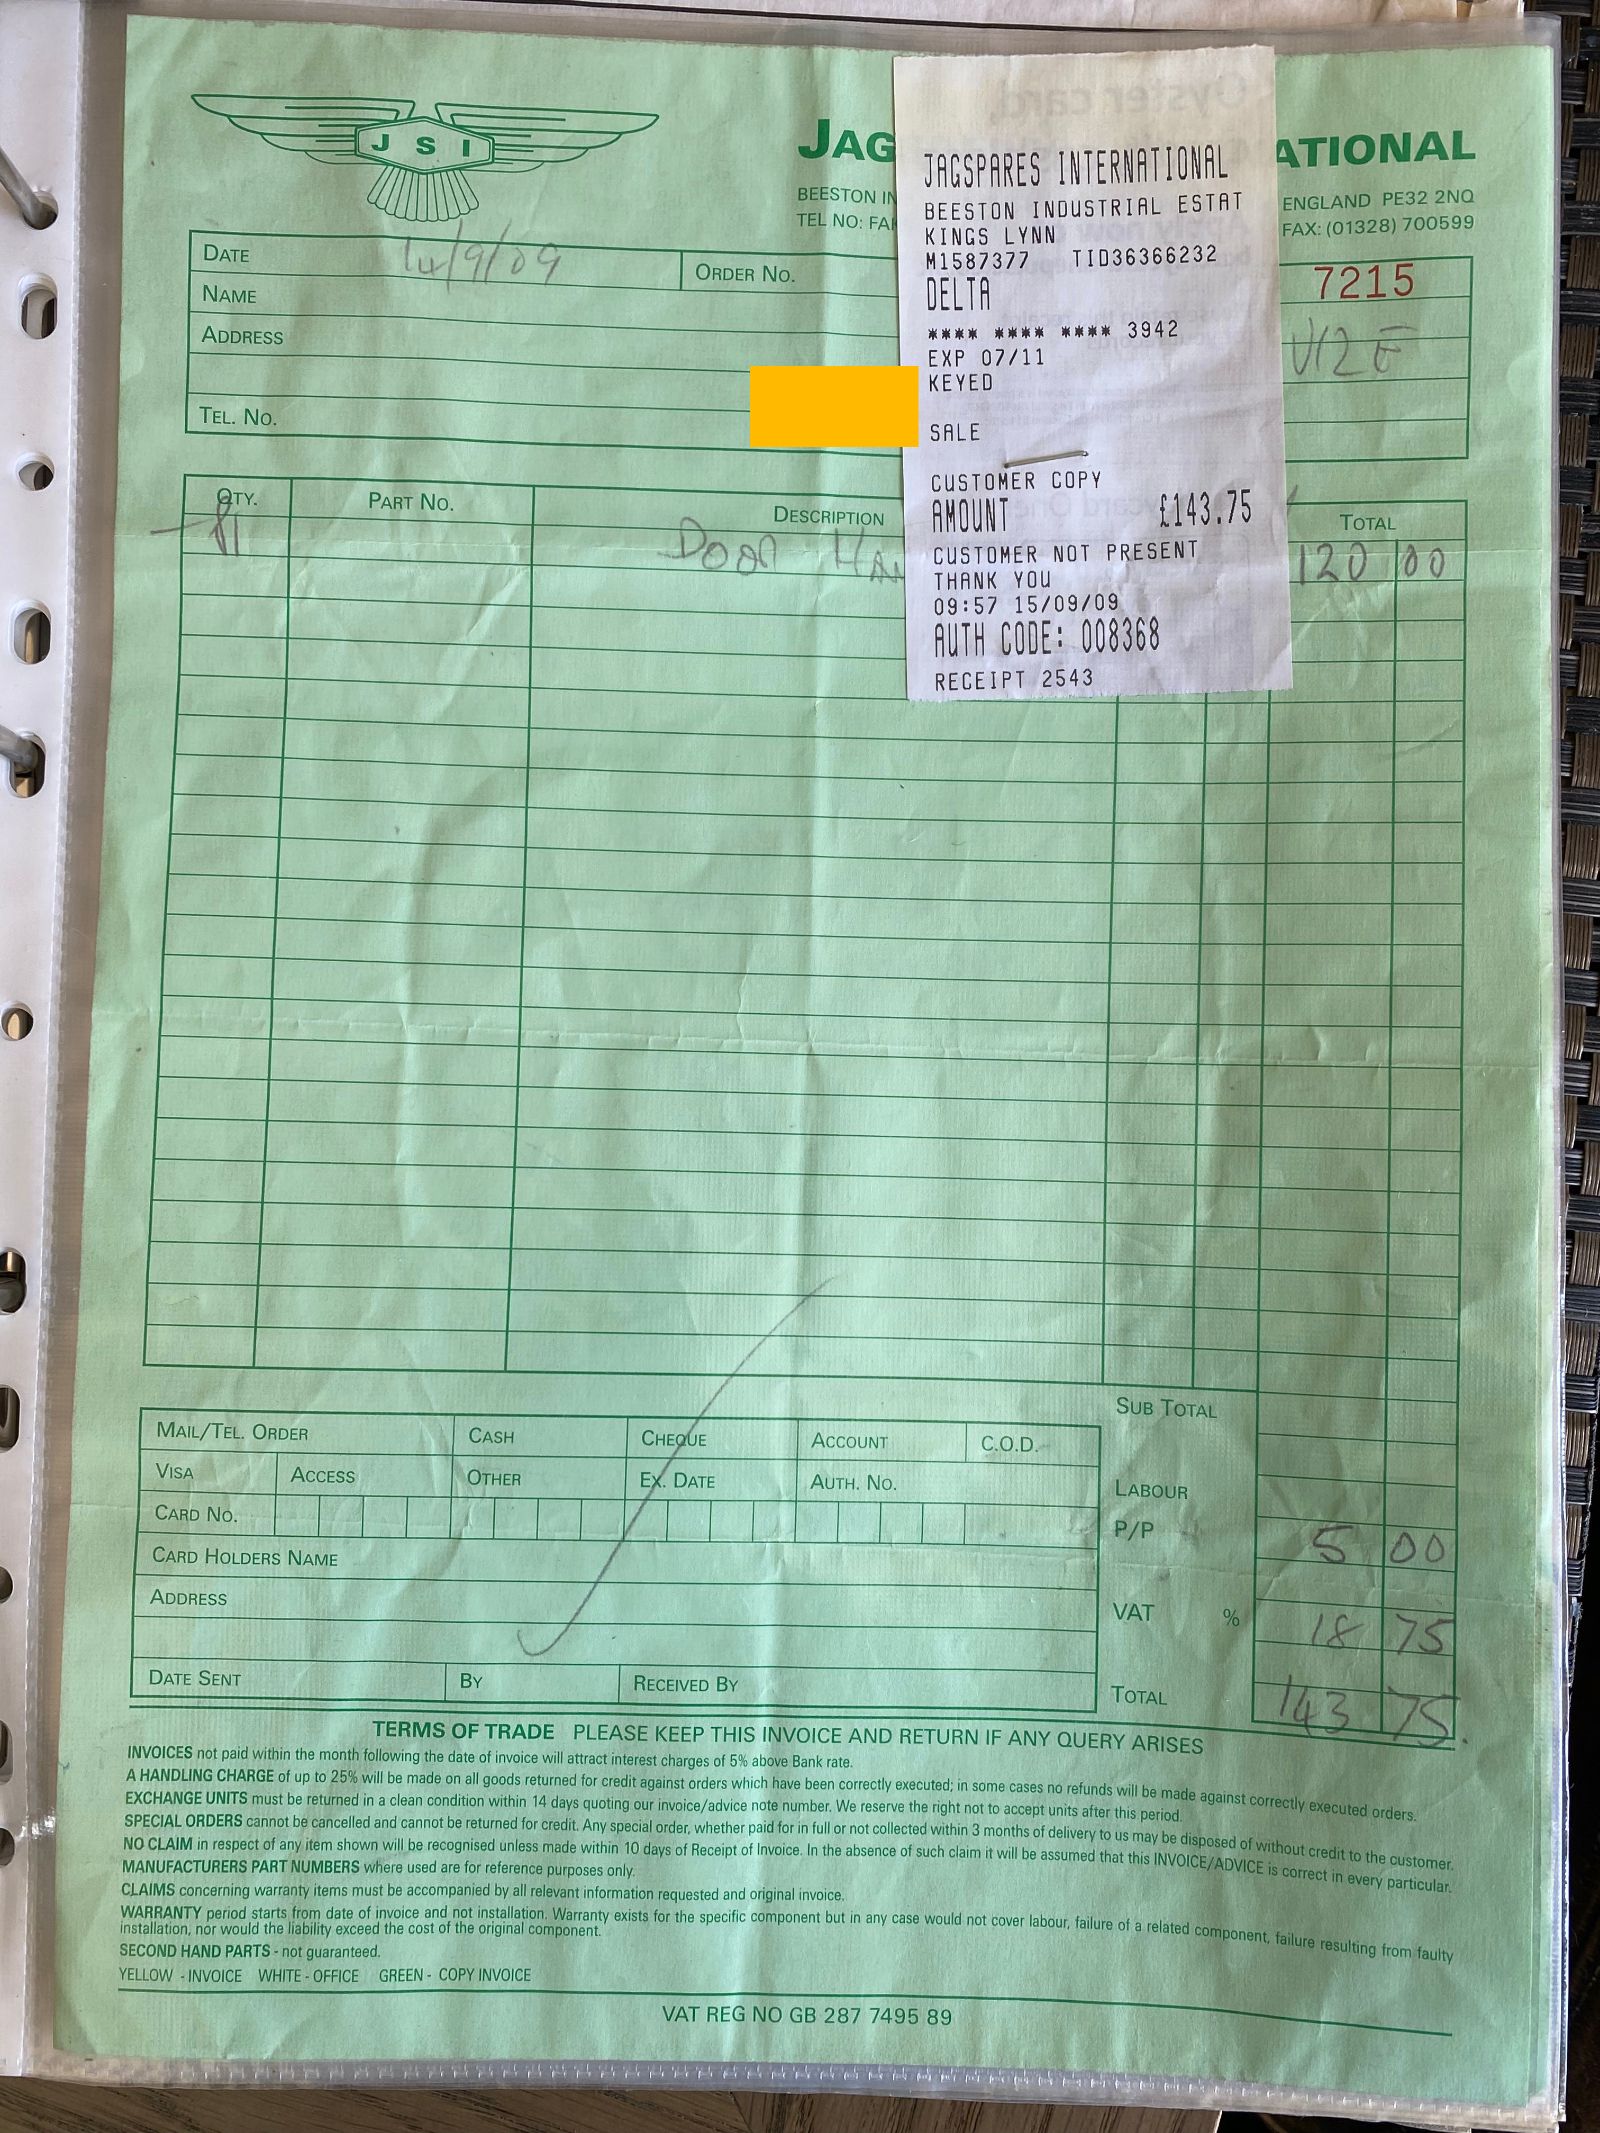 J S I
JAG ATIONAL
BEESTON IN ENGLAND PE32 2NQ
TEL NO: FAK FAX: (01328) 700599
DATE 14/9/09 ORDER NO. 7215
NAME
ADDRESS V12 E
TEL. NO.
JAGSPARES INTERNATIONAL
BEESTON INDUSTRIAL ESTAT
KINGS LYNN
M1587377 TID36366232
DELTA
**** **** **** 3942
EXP 07/11
KEYED
SALE
CUSTOMER COPY
AMOUNT £143.75
CUSTOMER NOT PRESENT
THANK YOU
09:57 15/09/09
AUTH CODE: 008368
RECEIPT 2543
QTY. PART NO. DESCRIPTION TOTAL
DOOR HAN 120 00
SUB TOTAL
MAIL/TEL. ORDER CASH CHEQUE ACCOUNT C.O.D.
VISA ACCESS OTHER EX. DATE AUTH. NO.
LABOUR
CARD NO.
P/P 5 00
CARD HOLDERS NAME
ADDRESS
VAT % 18 75
DATE SENT BY RECEIVED BY
TOTAL 143 75.
TERMS OF TRADE PLEASE KEEP THIS INVOICE AND RETURN IF ANY QUERY ARISES
INVOICES not paid within the month following the date of invoice will attract interest charges of 5% above Bank rate.
A HANDLING CHARGE of up to 25% will be made on all goods returned for credit against orders which have been correctly executed; in some cases no refunds will be made against correctly executed orders.
EXCHANGE UNITS must be returned in a clean condition within 14 days quoting our invoice/advice note number. We reserve the right not to accept units after this period.
SPECIAL ORDERS cannot be cancelled and cannot be returned for credit. Any special order, whether paid for in full or not collected within 3 months of delivery to us may be disposed of without credit to the customer.
NO CLAIM in respect of any item shown will be recognised unless made within 10 days of Receipt of Invoice. In the absence of such claim it will be assumed that this INVOICE/ADVICE is correct in every particular.
MANUFACTURERS PART NUMBERS where used are for reference purposes only.
CLAIMS concerning warranty items must be accompanied by all relevant information requested and original invoice.
WARRANTY period starts from date of invoice and not installation. Warranty exists for the specific component but in any case would not cover labour, failure of a related component, failure resulting from faulty
installation, nor would the liability exceed the cost of the original component.
SECOND HAND PARTS - not guaranteed.
YELLOW - INVOICE WHITE - OFFICE GREEN - COPY INVOICE
VAT REG NO GB 287 7495 89